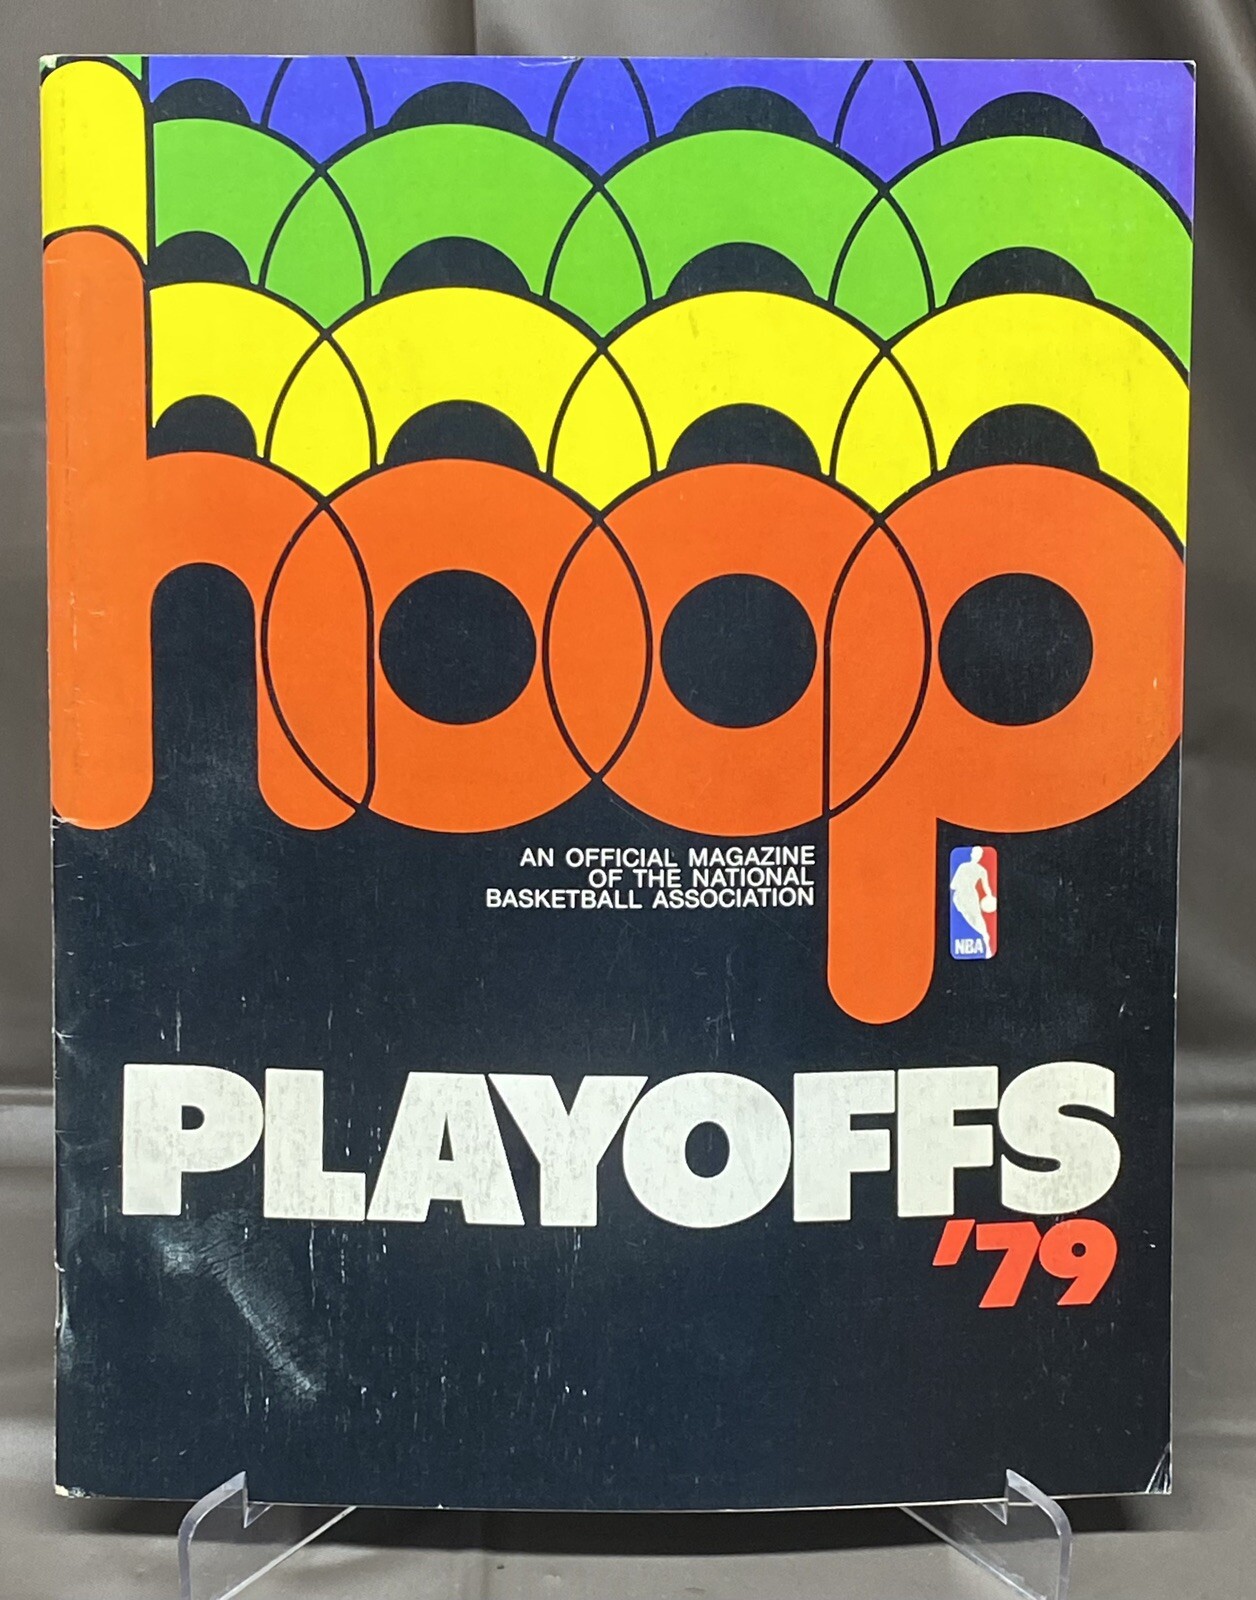 hoop
AN OFFICIAL MAGAZINE
OF THE NATIONAL
BASKETBALL ASSOCIATION
NBA
PLAYOFFS
'79